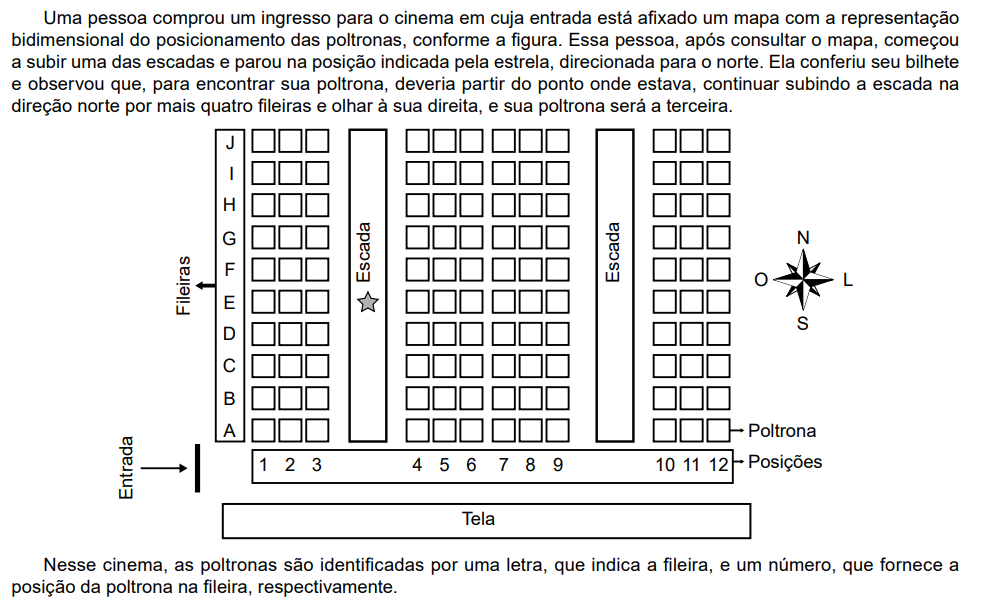 Uma pessoa comprou um ingresso para o cinema em cuja entrada está afixado um mapa com a representação
bidimensional do posicionamento das poltronas, conforme a figura. Essa pessoa, após consultar o mapa, começou
a subir uma das escadas e parou na posição indicada pela estrela, direcionada para o norte. Ela conferiu seu bilhete
e observou que, para encontrar sua poltrona, deveria partir do ponto onde estava, continuar subindo a escada na
direção norte por mais quatro fileiras e olhar à sua direita, e sua poltrona será a terceira.
J
I
H
G
F
E
D
C
B
A
Fileiras
Escada
Escada
N
O
L
S
Entrada
Poltrona
1 2 3 4 5 6 7 8 9 10 11 12
Posições
Tela
Nesse cinema, as poltronas são identificadas por uma letra, que indica a fileira, e um número, que fornece a
posição da poltrona na fileira, respectivamente.